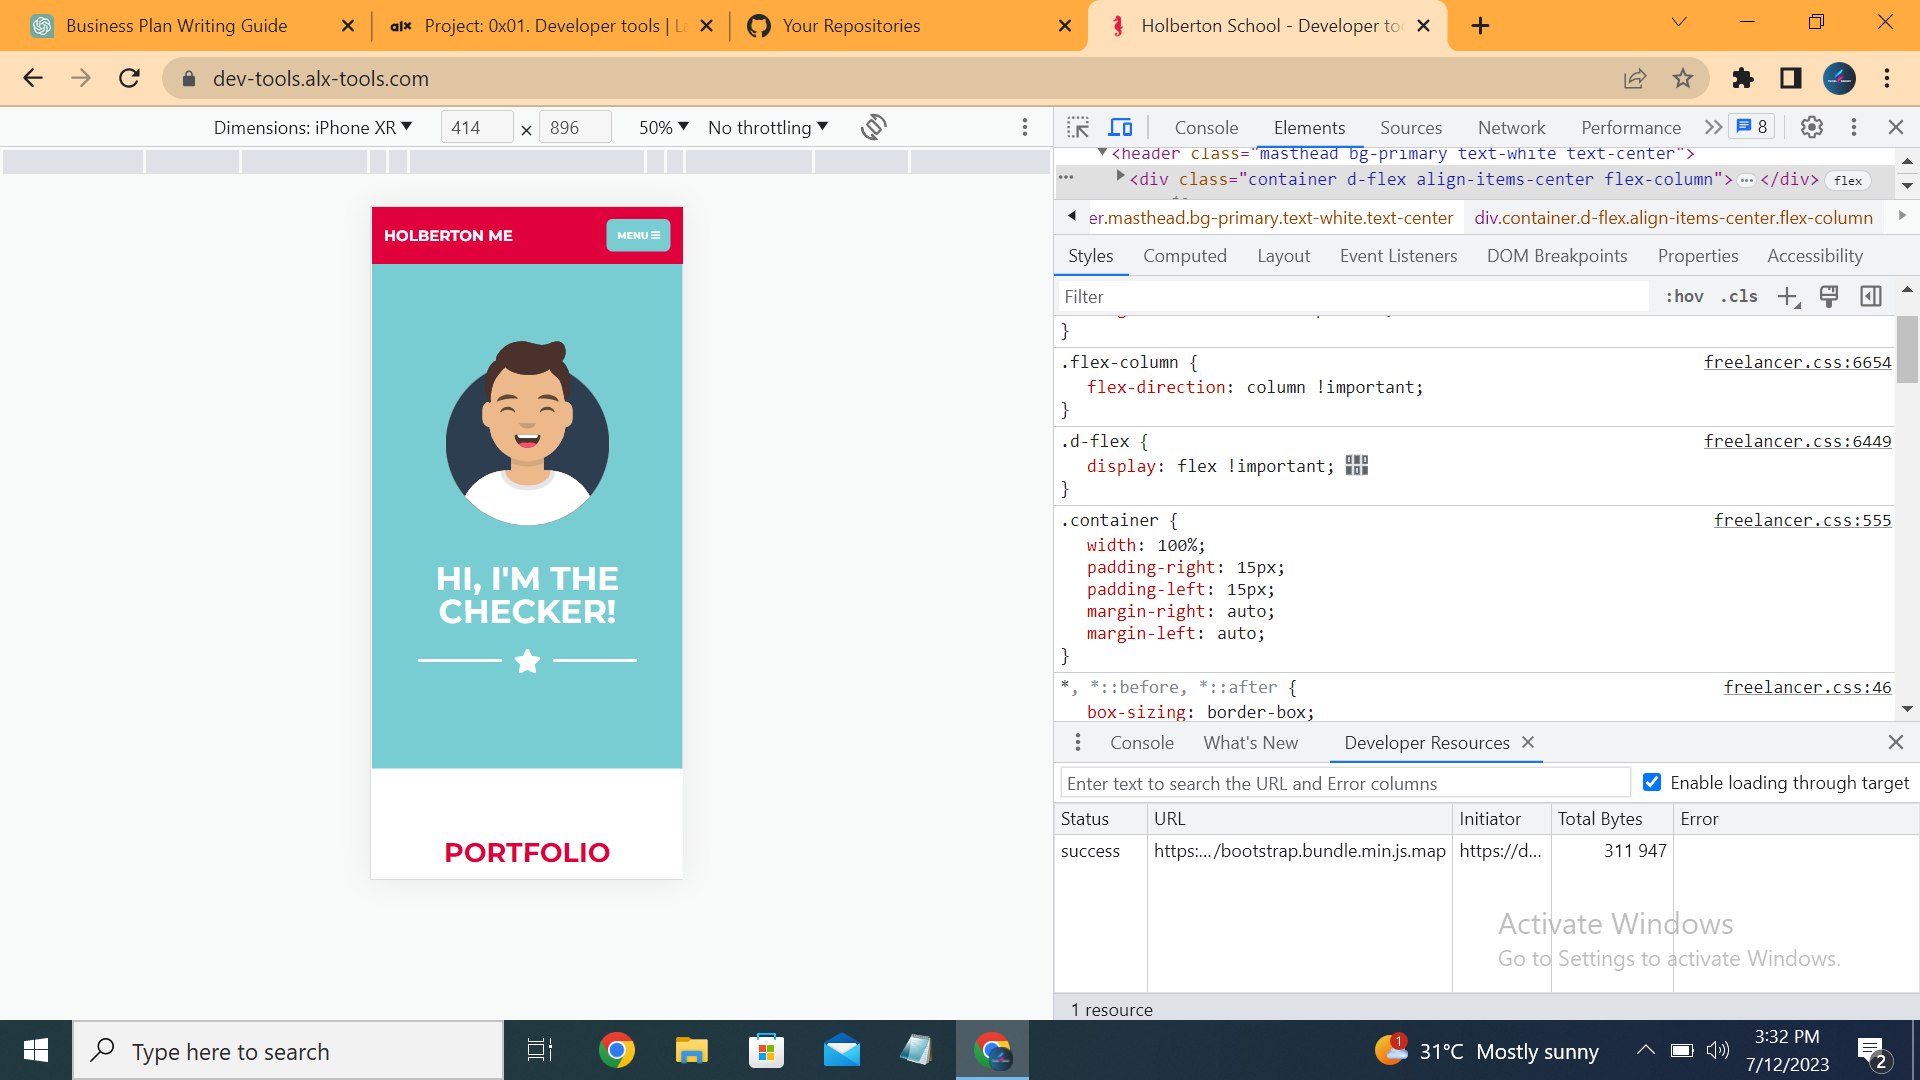 Business Plan Writing Guide
alx Project: 0x01. Developer tools | La
Your Repositories
Holberton School - Developer too
dev-tools.alx-tools.com
Dimensions: iPhone XR ▼ 414 × 896 50% ▼ No throttling ▼
Console Elements Sources Network Performance 8
HOLBERTON ME
MENU
HI, I'M THE
CHECKER!
PORTFOLIO
<header class="masthead bg-primary text-white text-center">
<div class="container d-flex align-items-center flex-column">…</div> flex
er.masthead.bg-primary.text-white.text-center div.container.d-flex.align-items-center.flex-column
Styles Computed Layout Event Listeners DOM Breakpoints Properties Accessibility
Filter :hov .cls
}
.flex-column { freelancer.css:6654
flex-direction: column !important;
}
.d-flex { freelancer.css:6449
display: flex !important;
}
.container { freelancer.css:555
width: 100%;
padding-right: 15px;
padding-left: 15px;
margin-right: auto;
margin-left: auto;
}
*, *::before, *::after { freelancer.css:46
box-sizing: border-box;
Console What's New Developer Resources
Enter text to search the URL and Error columns Enable loading through target
Status URL Initiator Total Bytes Error
success https:…/bootstrap.bundle.min.js.map https://d… 311 947
Activate Windows
Go to Settings to activate Windows.
1 resource
Type here to search
1
31°C Mostly sunny
3:32 PM
7/12/2023
2